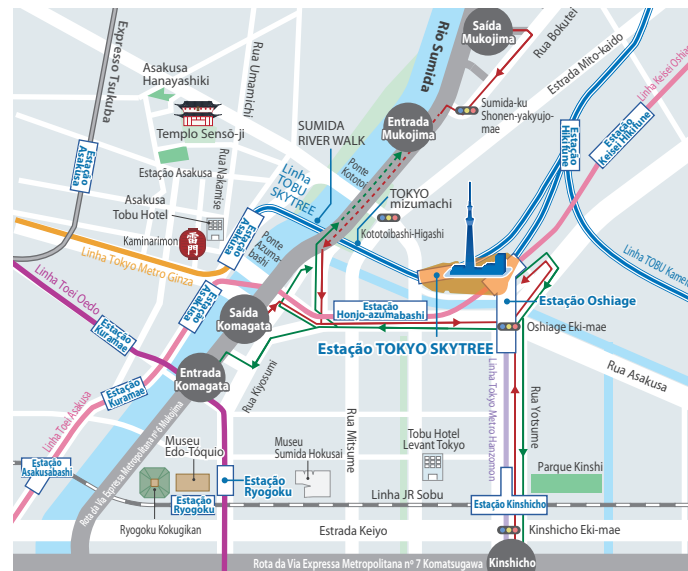 Expresso Tsukuba
Asakusa
Hanayashiki
Rua Umamichi
Rio Sumida
Saída
Mukojima
Rua Bokutei
Estrada Mito-kaido
Linha Keisei Oshiage
Templo Sensō-ji
Estação
Asakusa
Estação Asakusa
Rua Nakamise
SUMIDA
RIVER WALK
Entrada
Mukojima
Sumida-ku
Shonen-yakyujo-
mae
Estação
Hikifune
Estação
Keisei Hikifune
Linha TOBU
SKYTREE
Ponte
Kototoi
TOKYO
mizumachi
Kototoibashi-Higashi
Asakusa
Tobu Hotel
Kaminarimon
雷門
Estação
Asakusa
Ponte
Azuma-
bashi
Linha Tokyo Metro Ginza
Linha TOBU Kameido
Linha Toei Oedo
Estação
Asakusa
Saída
Komagata
Estação
Honjo-azumabashi
Estação Oshiage
Estação TOKYO SKYTREE
Oshiage Eki-mae
Estação
Kuramae
Entrada
Komagata
Rua Kiyosumi
Rua Asakusa
Estação
Kuramae
Linha Toei Asakusa
Rota da Via Expressa Metropolitana nº 6 Mukojima
Rua Mitsume
Linha Tokyo Metro Hanzomon
Rua Yotsume
Museu
Edo-Tóquio
Museu
Sumida Hokusai
Tobu Hotel
Levant Tokyo
Parque Kinshi
Estação
Asakusabashi
Estação
Ryogoku
Estação
Ryogoku
Linha JR Sobu
Estação Kinshicho
Ryogoku Kokugikan
Estrada Keiyo
Kinshicho Eki-mae
Rota da Via Expressa Metropolitana nº 7 Komatsugawa
Kinshicho